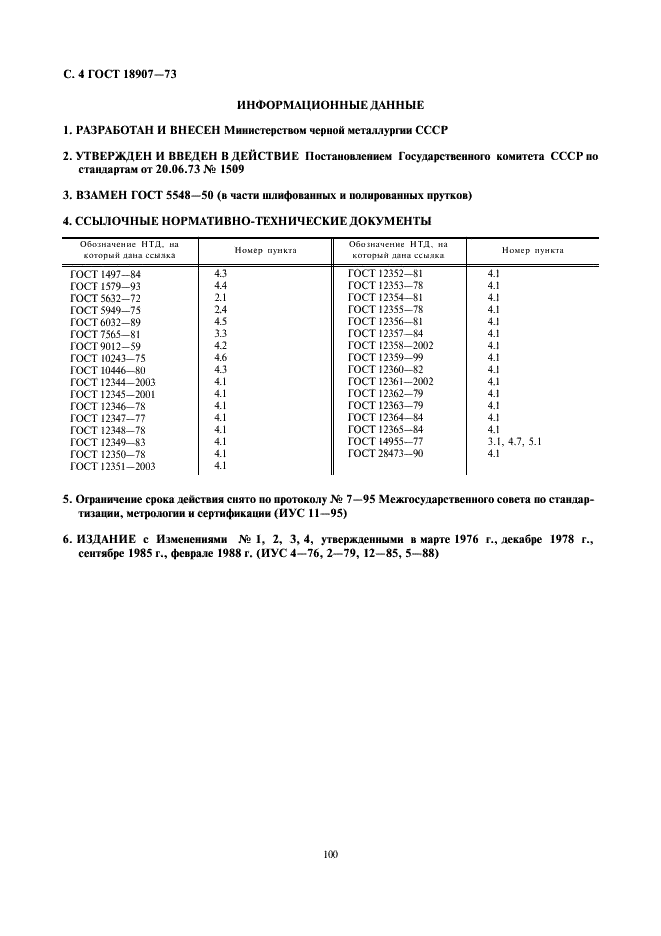 С. 4 ГОСТ 18907—73
ИНФОРМАЦИОННЫЕ ДАННЫЕ
1. РАЗРАБОТАН И ВНЕСЕН Министерством черной металлургии СССР
2. УТВЕРЖДЕН И ВВЕДЕН В ДЕЙСТВИЕ Постановлением Государственного комитета СССР по
стандартам от 20.06.73 № 1509
3. ВЗАМЕН ГОСТ 5548—50 (в части шлифованных и полированных прутков)
4. ССЫЛОЧНЫЕ НОРМАТИВНО-ТЕХНИЧЕСКИЕ ДОКУМЕНТЫ
Обозначение НТД, на который дана ссылка Номер пункта Обозначение НТД, на который дана ссылка Номер пункта
ГОСТ 1497—84 4.3 ГОСТ 12352—81 4.1
ГОСТ 1579—93 4.4 ГОСТ 12353—78 4.1
ГОСТ 5632—72 2.1 ГОСТ 12354—81 4.1
ГОСТ 5949—75 2.4 ГОСТ 12355—78 4.1
ГОСТ 6032—89 4.5 ГОСТ 12356—81 4.1
ГОСТ 7565—81 3.3 ГОСТ 12357—84 4.1
ГОСТ 9012—59 4.2 ГОСТ 12358—2002 4.1
ГОСТ 10243—75 4.6 ГОСТ 12359—99 4.1
ГОСТ 10446—80 4.3 ГОСТ 12360—82 4.1
ГОСТ 12344—2003 4.1 ГОСТ 12361—2002 4.1
ГОСТ 12345—2001 4.1 ГОСТ 12362—79 4.1
ГОСТ 12346—78 4.1 ГОСТ 12363—79 4.1
ГОСТ 12347—77 4.1 ГОСТ 12364—84 4.1
ГОСТ 12348—78 4.1 ГОСТ 12365—84 4.1
ГОСТ 12349—83 4.1 ГОСТ 14955—77 3.1, 4.7, 5.1
ГОСТ 12350—78 4.1 ГОСТ 28473—90 4.1
ГОСТ 12351—2003 4.1
5. Ограничение срока действия снято по протоколу № 7—95 Межгосударственного совета по стандар-
тизации, метрологии и сертификации (ИУС 11—95)
6. ИЗДАНИЕ с Изменениями № 1, 2, 3, 4, утвержденными в марте 1976 г., декабре 1978 г.,
сентябре 1985 г., феврале 1988 г. (ИУС 4—76, 2—79, 12—85, 5—88)
100